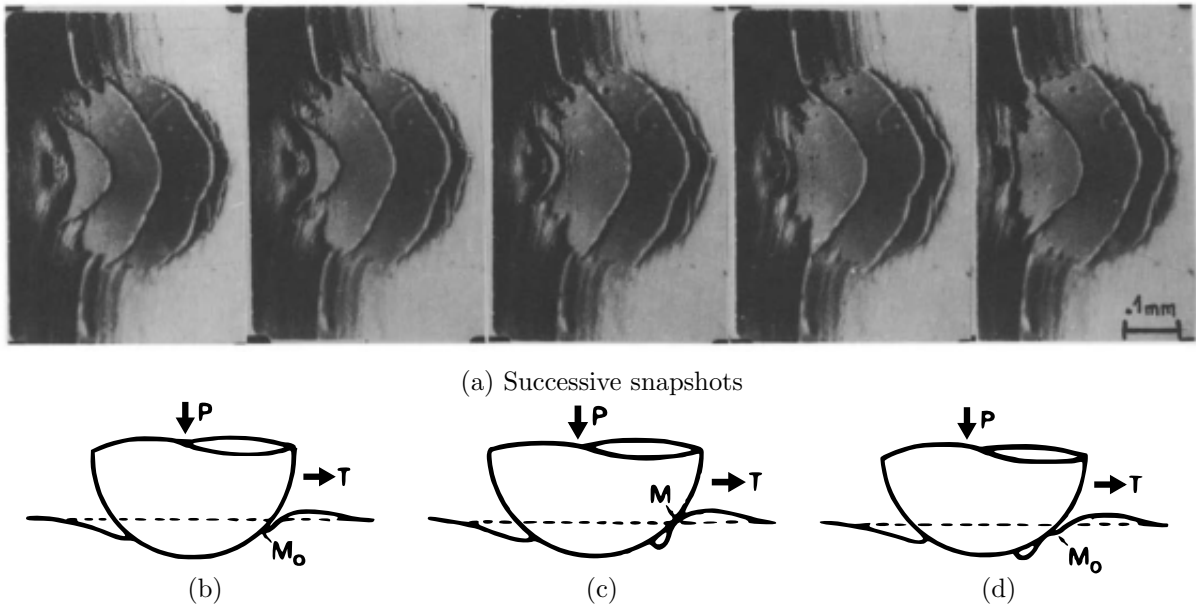 .1mm
(a) Successive snapshots
P
T
M₀
(b)
P
M
T
(c)
P
T
M₀
(d)